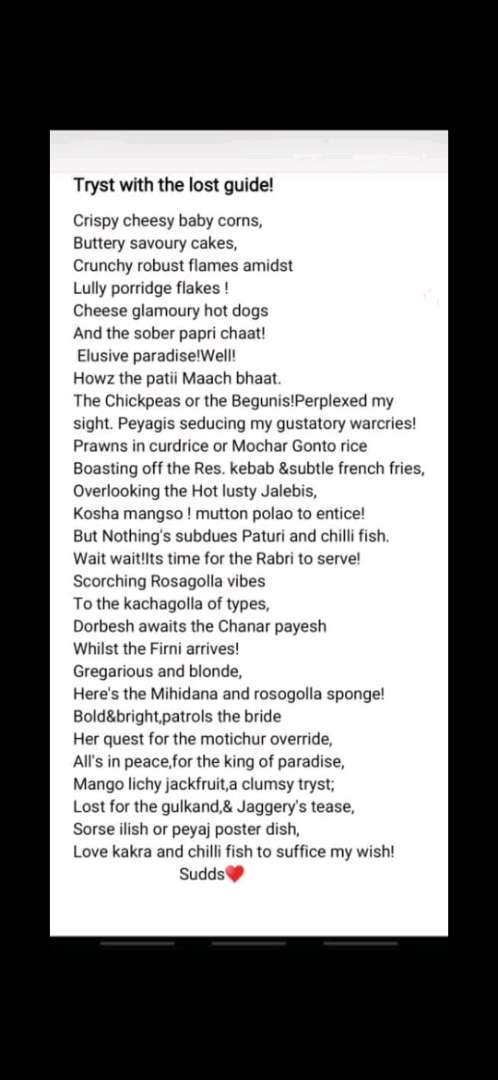 Tryst with the lost guide!
Crispy cheesy baby corns,
Buttery savoury cakes,
Crunchy robust flames amidst
Lully porridge flakes !
Cheese glamoury hot dogs
And the sober papri chaat!
Elusive paradise!Well!
Howz the patii Maach bhaat.
The Chickpeas or the Begunis!Perplexed my
sight. Peyagis seducing my gustatory warcries!
Prawns in curdrice or Mochar Gonto rice
Boasting off the Res. kebab &subtle french fries,
Overlooking the Hot lusty Jalebis,
Kosha mangso ! mutton polao to entice!
But Nothing's subdues Paturi and chilli fish.
Wait wait!Its time for the Rabri to serve!
Scorching Rosagolla vibes
To the kachagolla of types,
Dorbesh awaits the Chanar payesh
Whilst the Firni arrives!
Gregarious and blonde,
Here's the Mihidana and rosogolla sponge!
Bold&bright,patrols the bride
Her quest for the motichur override,
All's in peace,for the king of paradise,
Mango lichy jackfruit,a clumsy tryst;
Lost for the gulkand,& Jaggery's tease,
Sorse ilish or peyaj poster dish,
Love kakra and chilli fish to suffice my wish!
Sudds❤️